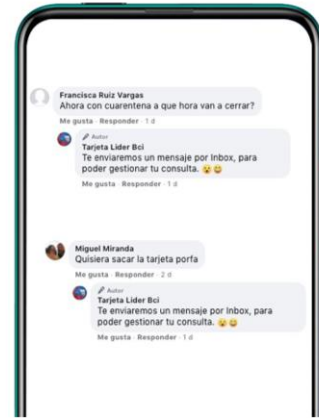 Francisca Ruiz Vargas
Ahora con cuarentena a que hora van a cerrar?
Me gusta · Responder · 1 d
Autor
Tarjeta Lider Bci
Te enviaremos un mensaje por Inbox, para
poder gestionar tu consulta. 😉😀
Me gusta · Responder · 1 d
Miguel Miranda
Quisiera sacar la tarjeta porfa
Me gusta · Responder · 2 d
Autor
Tarjeta Lider Bci
Te enviaremos un mensaje por Inbox, para
poder gestionar tu consulta. 😉😀
Me gusta · Responder · 1 d